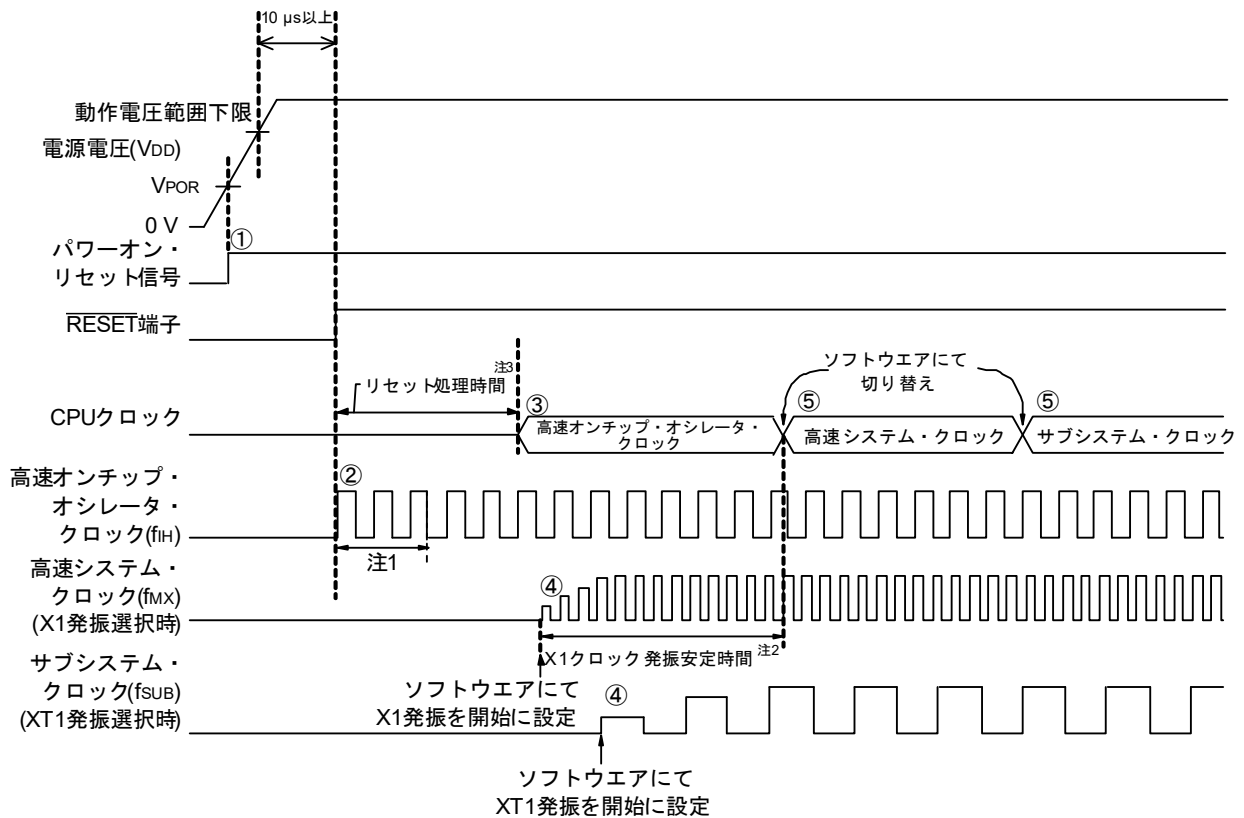 10 μs以上
動作電圧範囲下限
電源電圧(VDD)
VPOR
0 V
①
パワーオン・
リセット信号
RESET端子
リセット処理時間 注3
ソフトウエアにて
切り替え
CPUクロック
③
高速オンチップ・オシレータ・
クロック
⑤
高速システム・クロック
⑤
サブシステム・クロック
高速オンチップ・
オシレータ・
クロック(fIH)
②
注1
高速システム・
クロック(fMX)
(X1発振選択時)
④
X1クロック発振安定時間 注2
ソフトウエアにて
X1発振を開始に設定
サブシステム・
クロック(fSUB)
(XT1発振選択時)
④
ソフトウエアにて
XT1発振を開始に設定